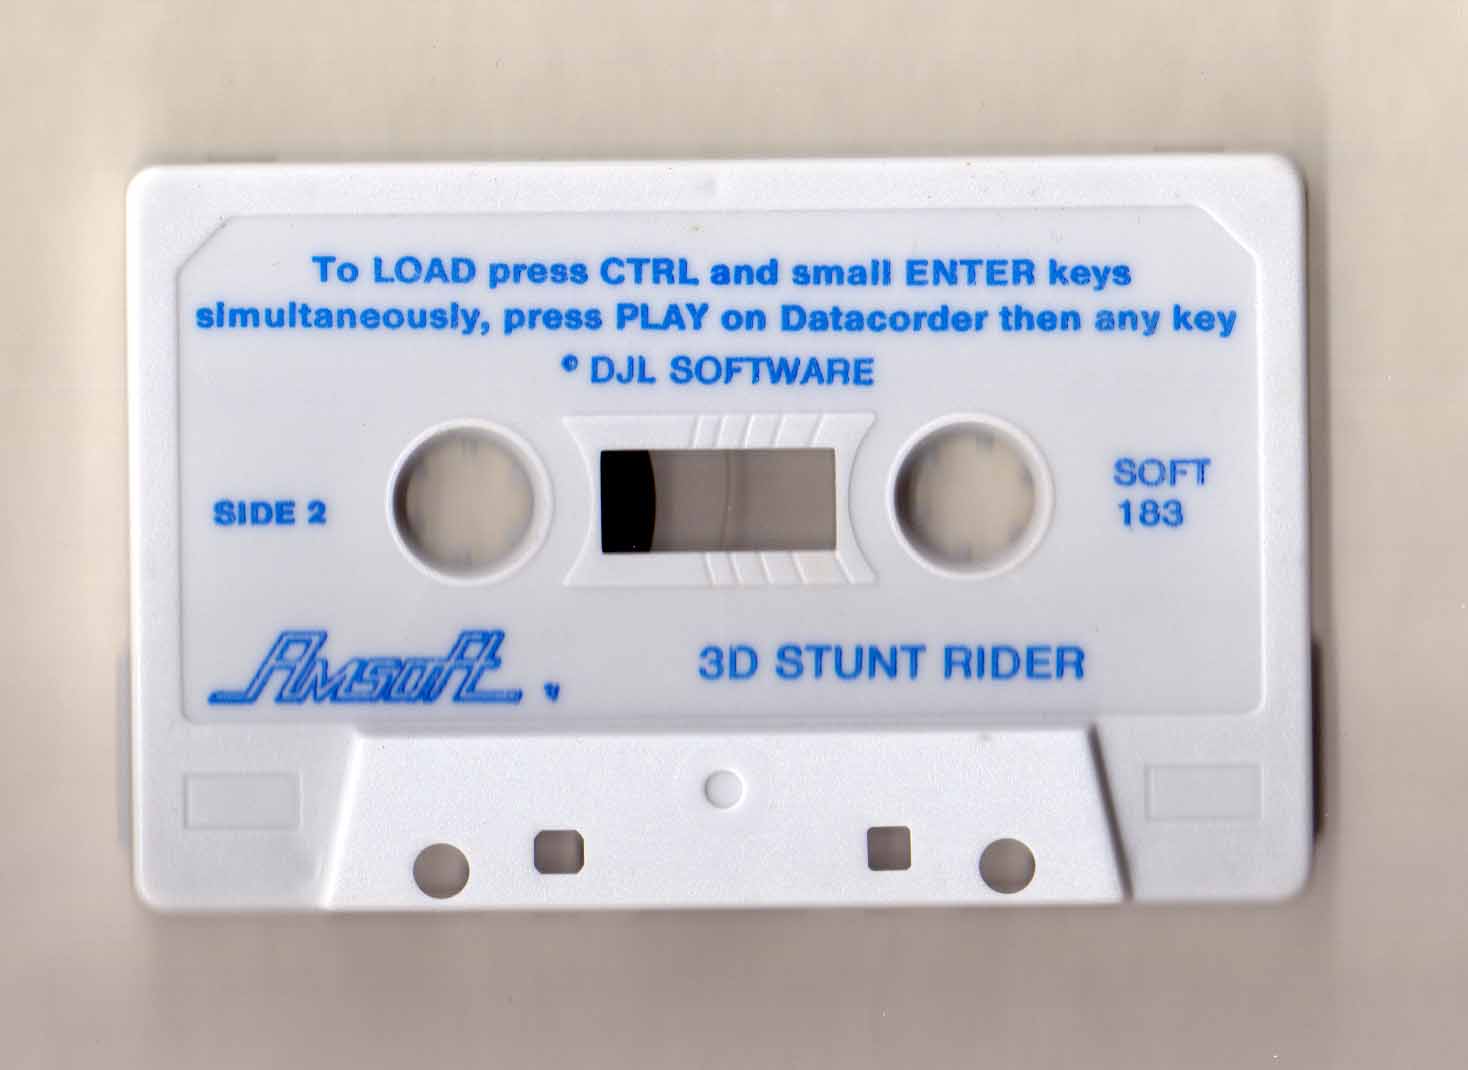 To LOAD press CTRL and small ENTER keys
simultaneously, press PLAY on Datacorder then any key
© DJL SOFTWARE
SOFT
SIDE 2
183
Amsoft
3D STUNT RIDER